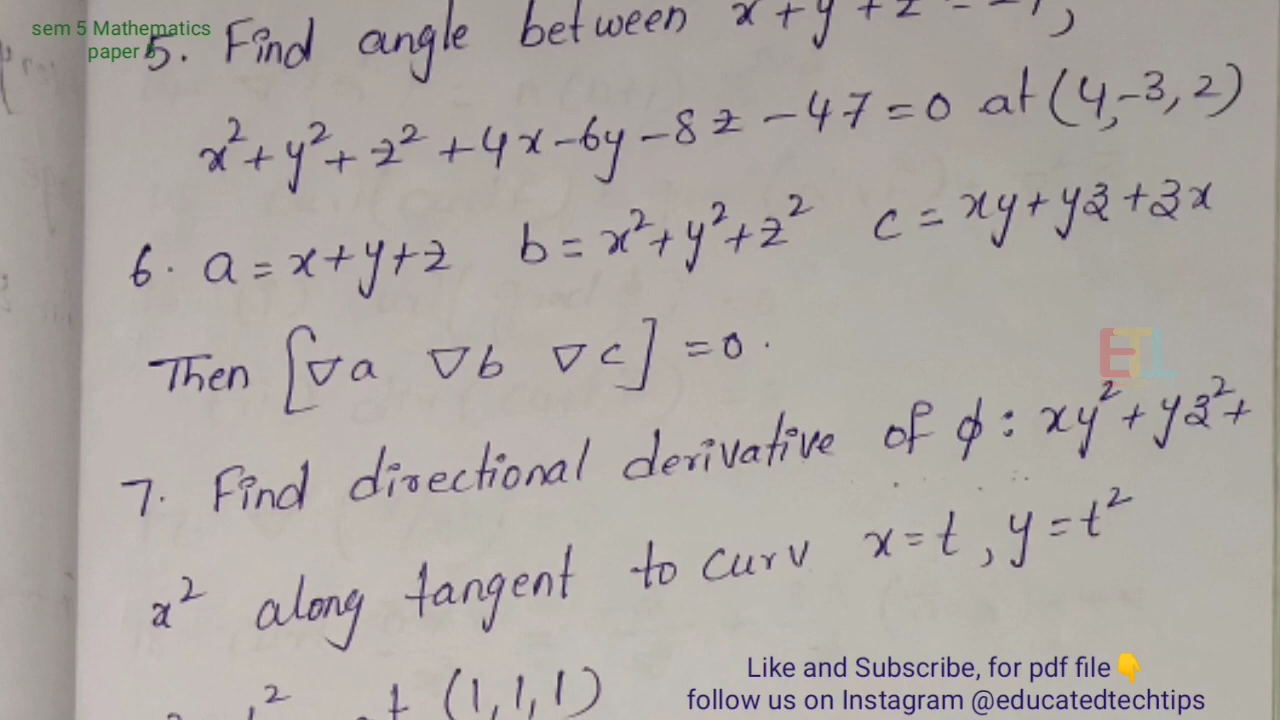 sem 5 Mathematics
paper 5
5. Find angle between x + y + z
x² + y² + z² + 4x - 6y - 8z - 47 = 0 at (4, -3, 2)
6. a = x + y + z b = x² + y² + z² c = xy + yz + zx
Then [∇a ∇b ∇c] = 0.
ETL
7. Find directional derivative of ϕ: xy² + yz² +
x² along tangent to curv x = t, y = t²
(1, 1, 1)
Like and Subscribe, for pdf file👇
follow us on Instagram @educatedtechtips